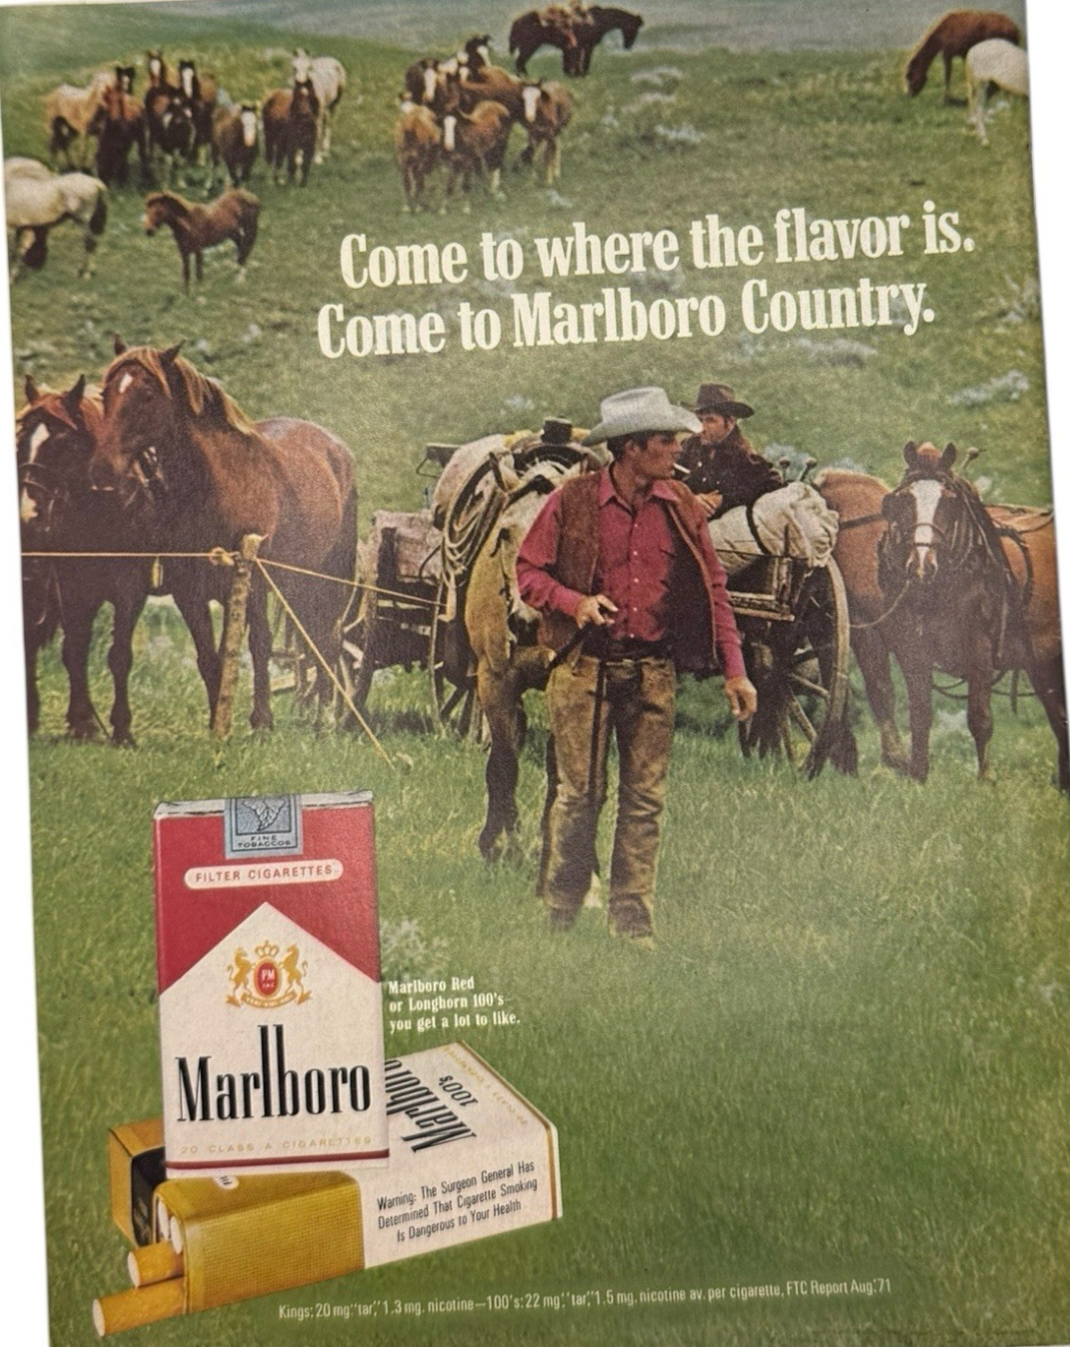 Come to where the flavor is.
Come to Marlboro Country.
FINE
TOBACCOS
FILTER CIGARETTES
PM
Marlboro
20 CLASS A CIGARETTES
Marlboro Red
or Longhorn 100's—
you get a lot to like.
Marlboro
100's
Warning: The Surgeon General Has
Determined That Cigarette Smoking
Is Dangerous to Your Health
Kings: 20 mg."tar," 1.3 mg. nicotine—100's: 22 mg."tar," 1.5 mg. nicotine av. per cigarette, FTC Report Aug.'71